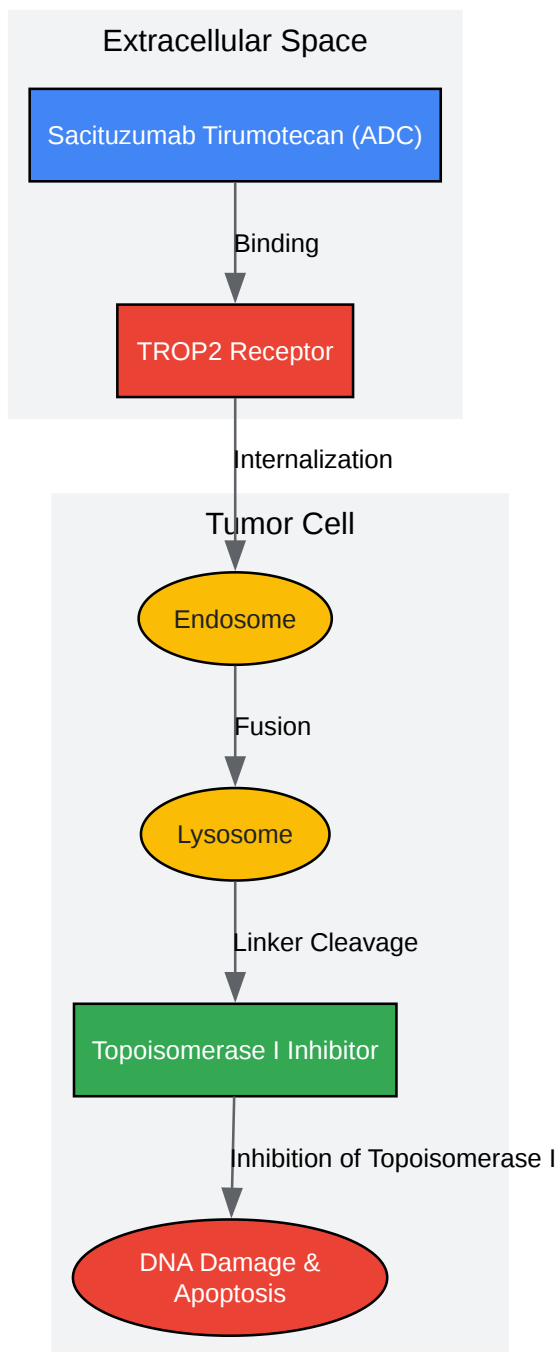 Extracellular Space
Sacituzumab Tirumotecan (ADC)
Binding
TROP2 Receptor
Internalization
Tumor Cell
Endosome
Fusion
Lysosome
Linker Cleavage
Topoisomerase I Inhibitor
Inhibition of Topoisomerase I
DNA Damage &
Apoptosis